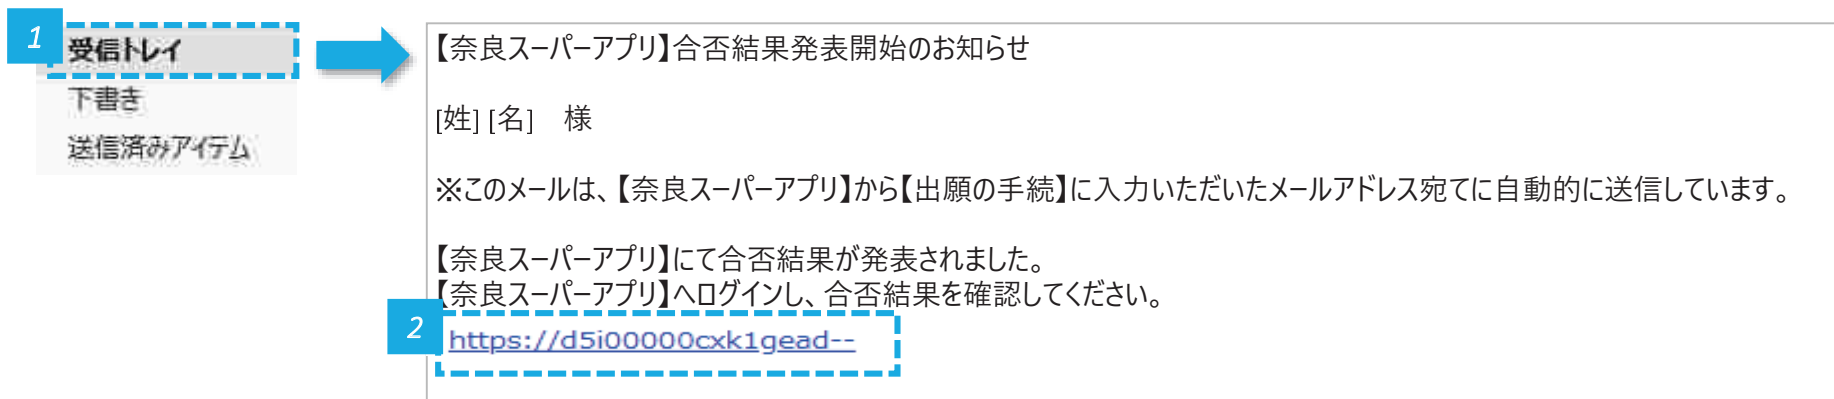 1
受信トレイ
下書き
送信済みアイテム
【奈良スーパーアプリ】合否結果発表開始のお知らせ
[姓] [名]　様
※このメールは、【奈良スーパーアプリ】から【出願の手続】に入力いただいたメールアドレス宛てに自動的に送信しています。
【奈良スーパーアプリ】にて合否結果が発表されました。
【奈良スーパーアプリ】へログインし、合否結果を確認してください。
2
https://d5i00000cxk1gead--